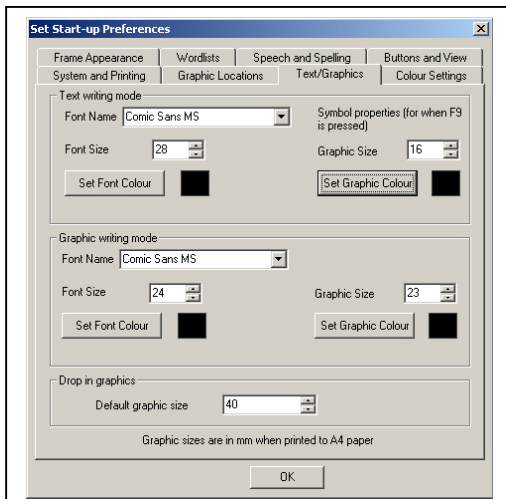 Set Start-up Preferences
Frame Appearance Wordlists Speech and Spelling Buttons and View
System and Printing Graphic Locations Text/Graphics Colour Settings
Text writing mode
Font Name Comic Sans MS
Symbol properties (for when F9
is pressed)
Font Size 28 Graphic Size 16
Set Font Colour Set Graphic Colour
Graphic writing mode
Font Name Comic Sans MS
Font Size 24 Graphic Size 23
Set Font Colour Set Graphic Colour
Drop in graphics
Default graphic size 40
Graphic sizes are in mm when printed to A4 paper
OK